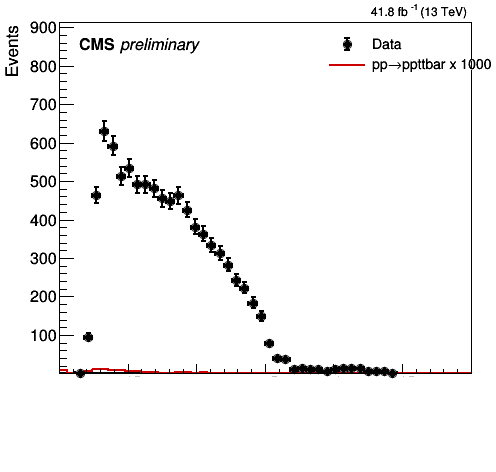 41.8 fb⁻¹ (13 TeV)
Events
CMS preliminary
Data
pp→ppttbar x 1000
900
800
700
600
500
400
300
200
100